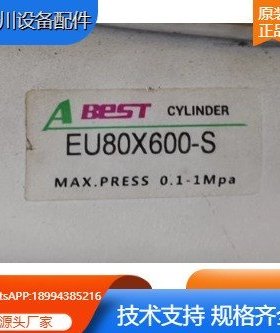 川设备配件
原装
正
A BEST CYLINDER
EU80X600-S
MAX.PRESS 0.1-1Mpa
tsAPP:18994385216
源头厂家
技术支持 规格齐